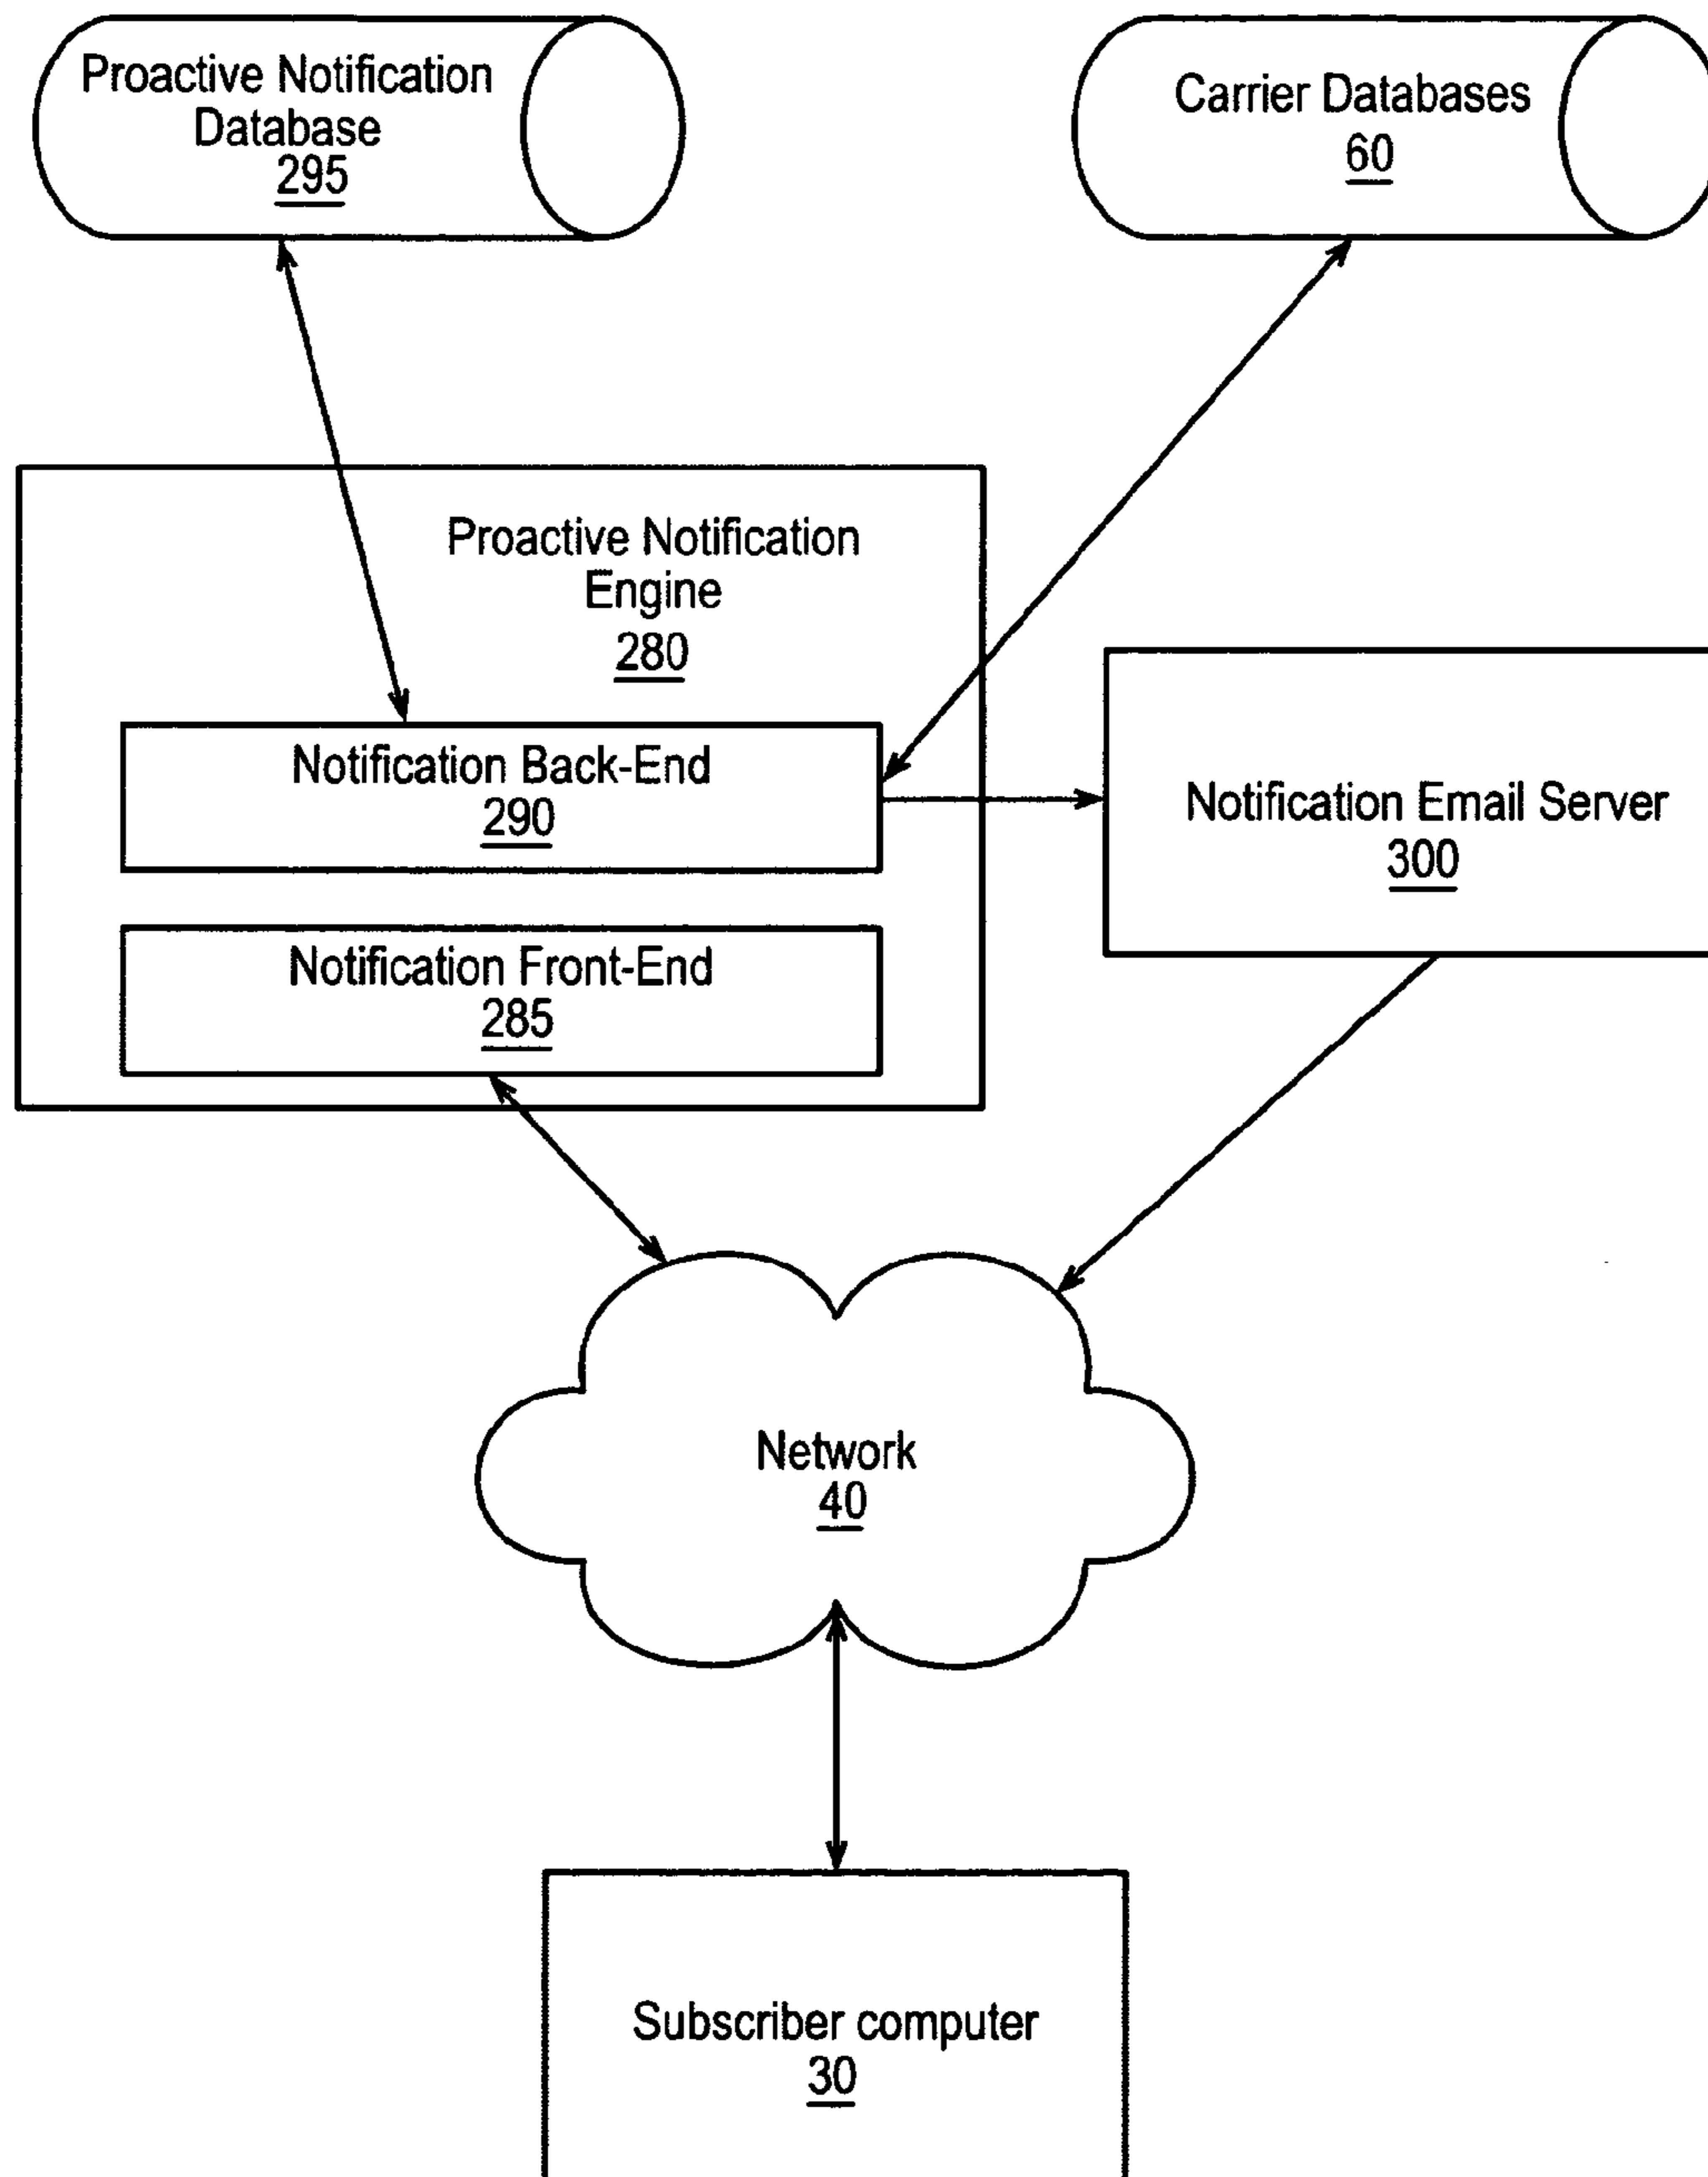 Proactive Notification
Database
295
Carrier Databases
60
Proactive Notification
Engine
280
Notification Back-End
290
Notification Email Server
300
Notification Front-End
285
Network
40
Subscriber computer
30